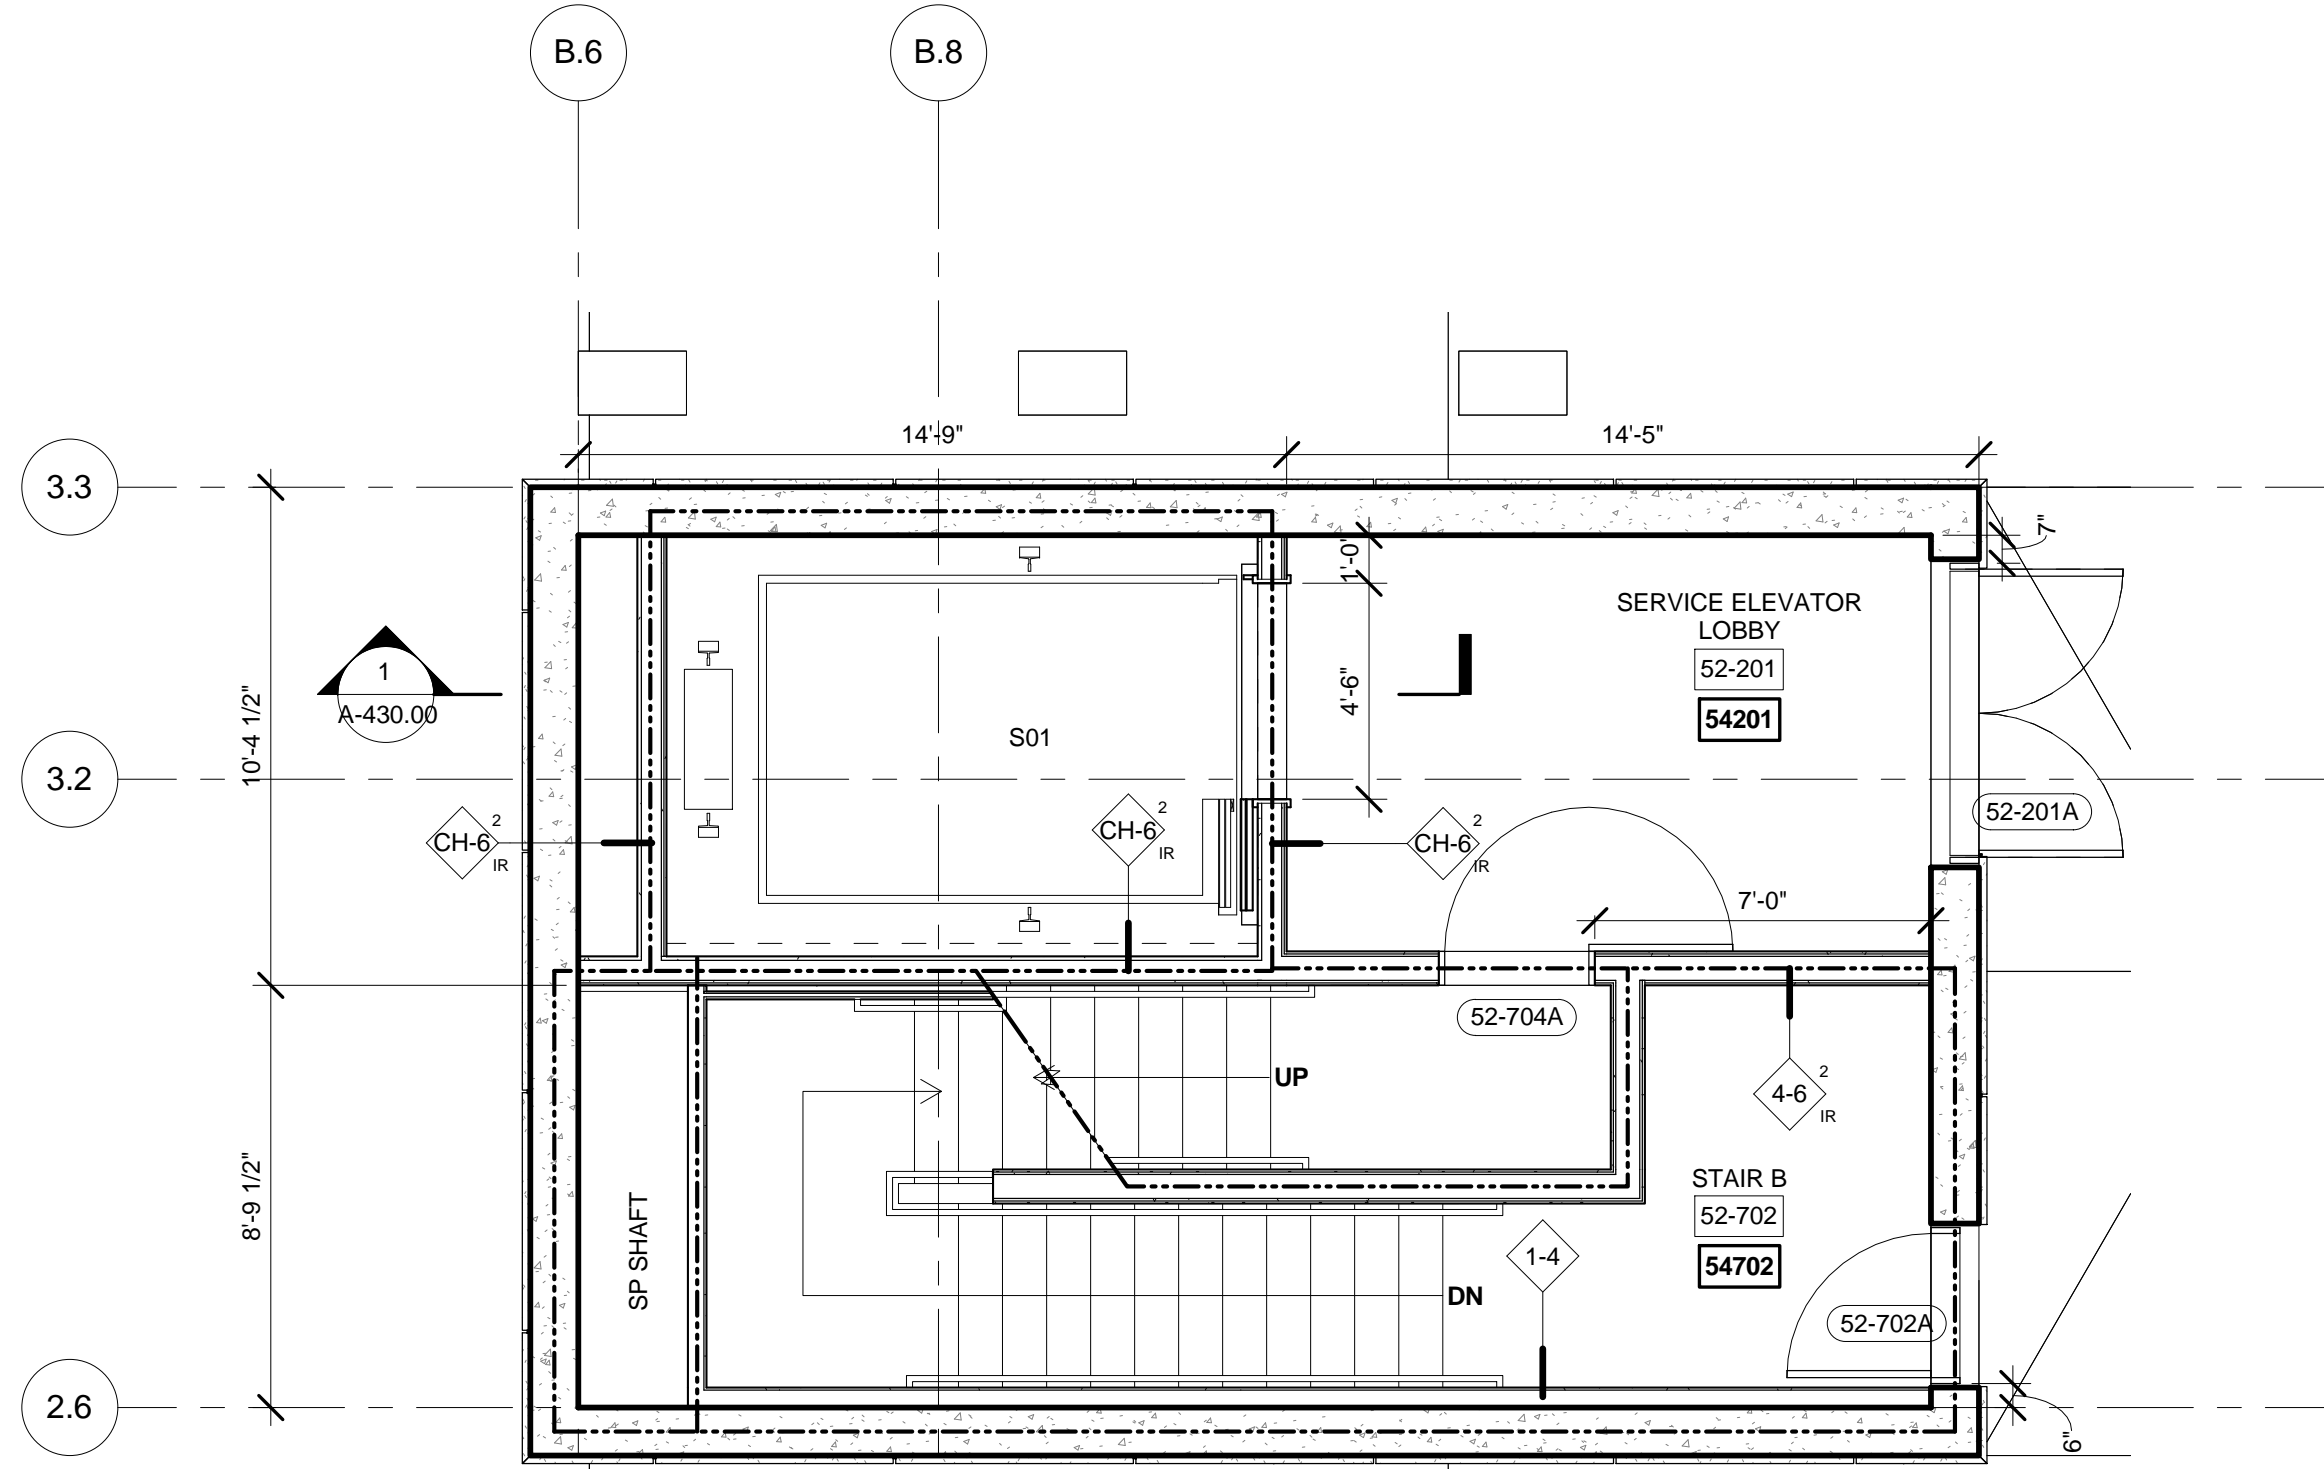 B.6
B.8
14'-9"
14'-5"
3.3
7"
1'-0"
SERVICE ELEVATOR
LOBBY
52-201
54201
1
A-430.00
10'-4 1/2"
4'-6"
S01
3.2
52-201A
CH-6
2
IR
CH-6
2
IR
CH-6
2
IR
7'-0"
52-704A
UP
4-6
2
IR
8'-9 1/2"
SP SHAFT
STAIR B
52-702
54702
1-4
DN
52-702A
2.6
6"